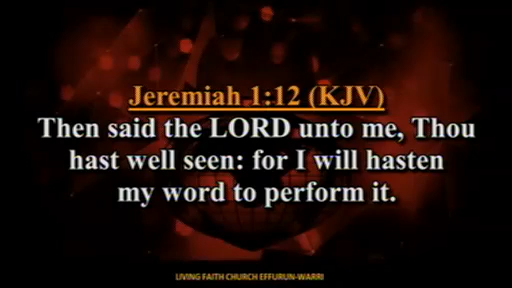 Jeremiah 1:12 (KJV)
Then said the LORD unto me, Thou
hast well seen: for I will hasten
my word to perform it.
LIVING FAITH CHURCH EFFURUN-WARRI